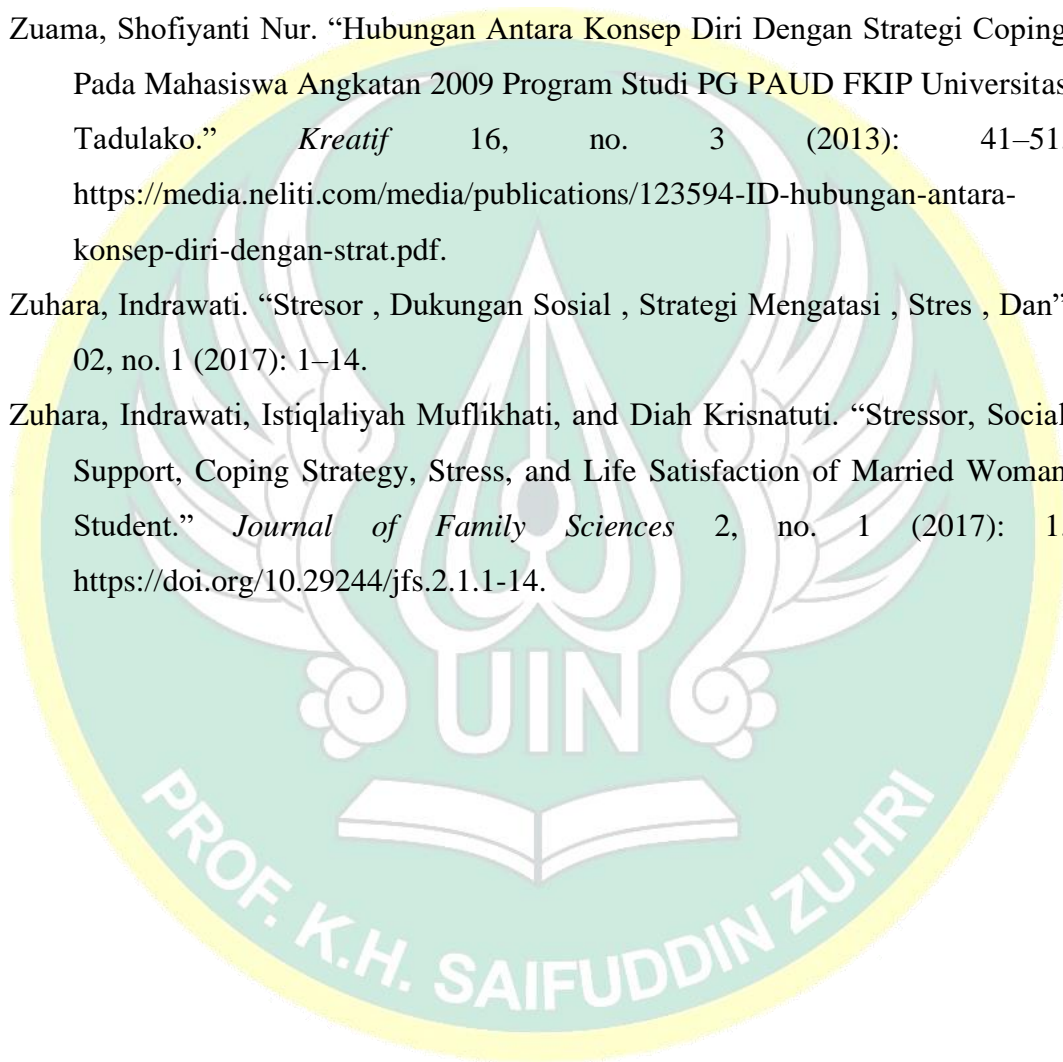 Zuama, Shofiyanti Nur. “Hubungan Antara Konsep Diri Dengan Strategi Coping
Pada Mahasiswa Angkatan 2009 Program Studi PG PAUD FKIP Universitas
Tadulako.” Kreatif 16, no. 3 (2013): 41–51.
https://media.neliti.com/media/publications/123594-ID-hubungan-antara-
konsep-diri-dengan-strat.pdf.
Zuhara, Indrawati. “Stresor , Dukungan Sosial , Strategi Mengatasi , Stres , Dan”
02, no. 1 (2017): 1–14.
Zuhara, Indrawati, Istiqlaliyah Muflikhati, and Diah Krisnatuti. “Stressor, Social
Support, Coping Strategy, Stress, and Life Satisfaction of Married Woman
Student.” Journal of Family Sciences 2, no. 1 (2017): 1.
https://doi.org/10.29244/jfs.2.1.1-14.
UIN
PROF. K.H. SAIFUDDIN ZUHRI